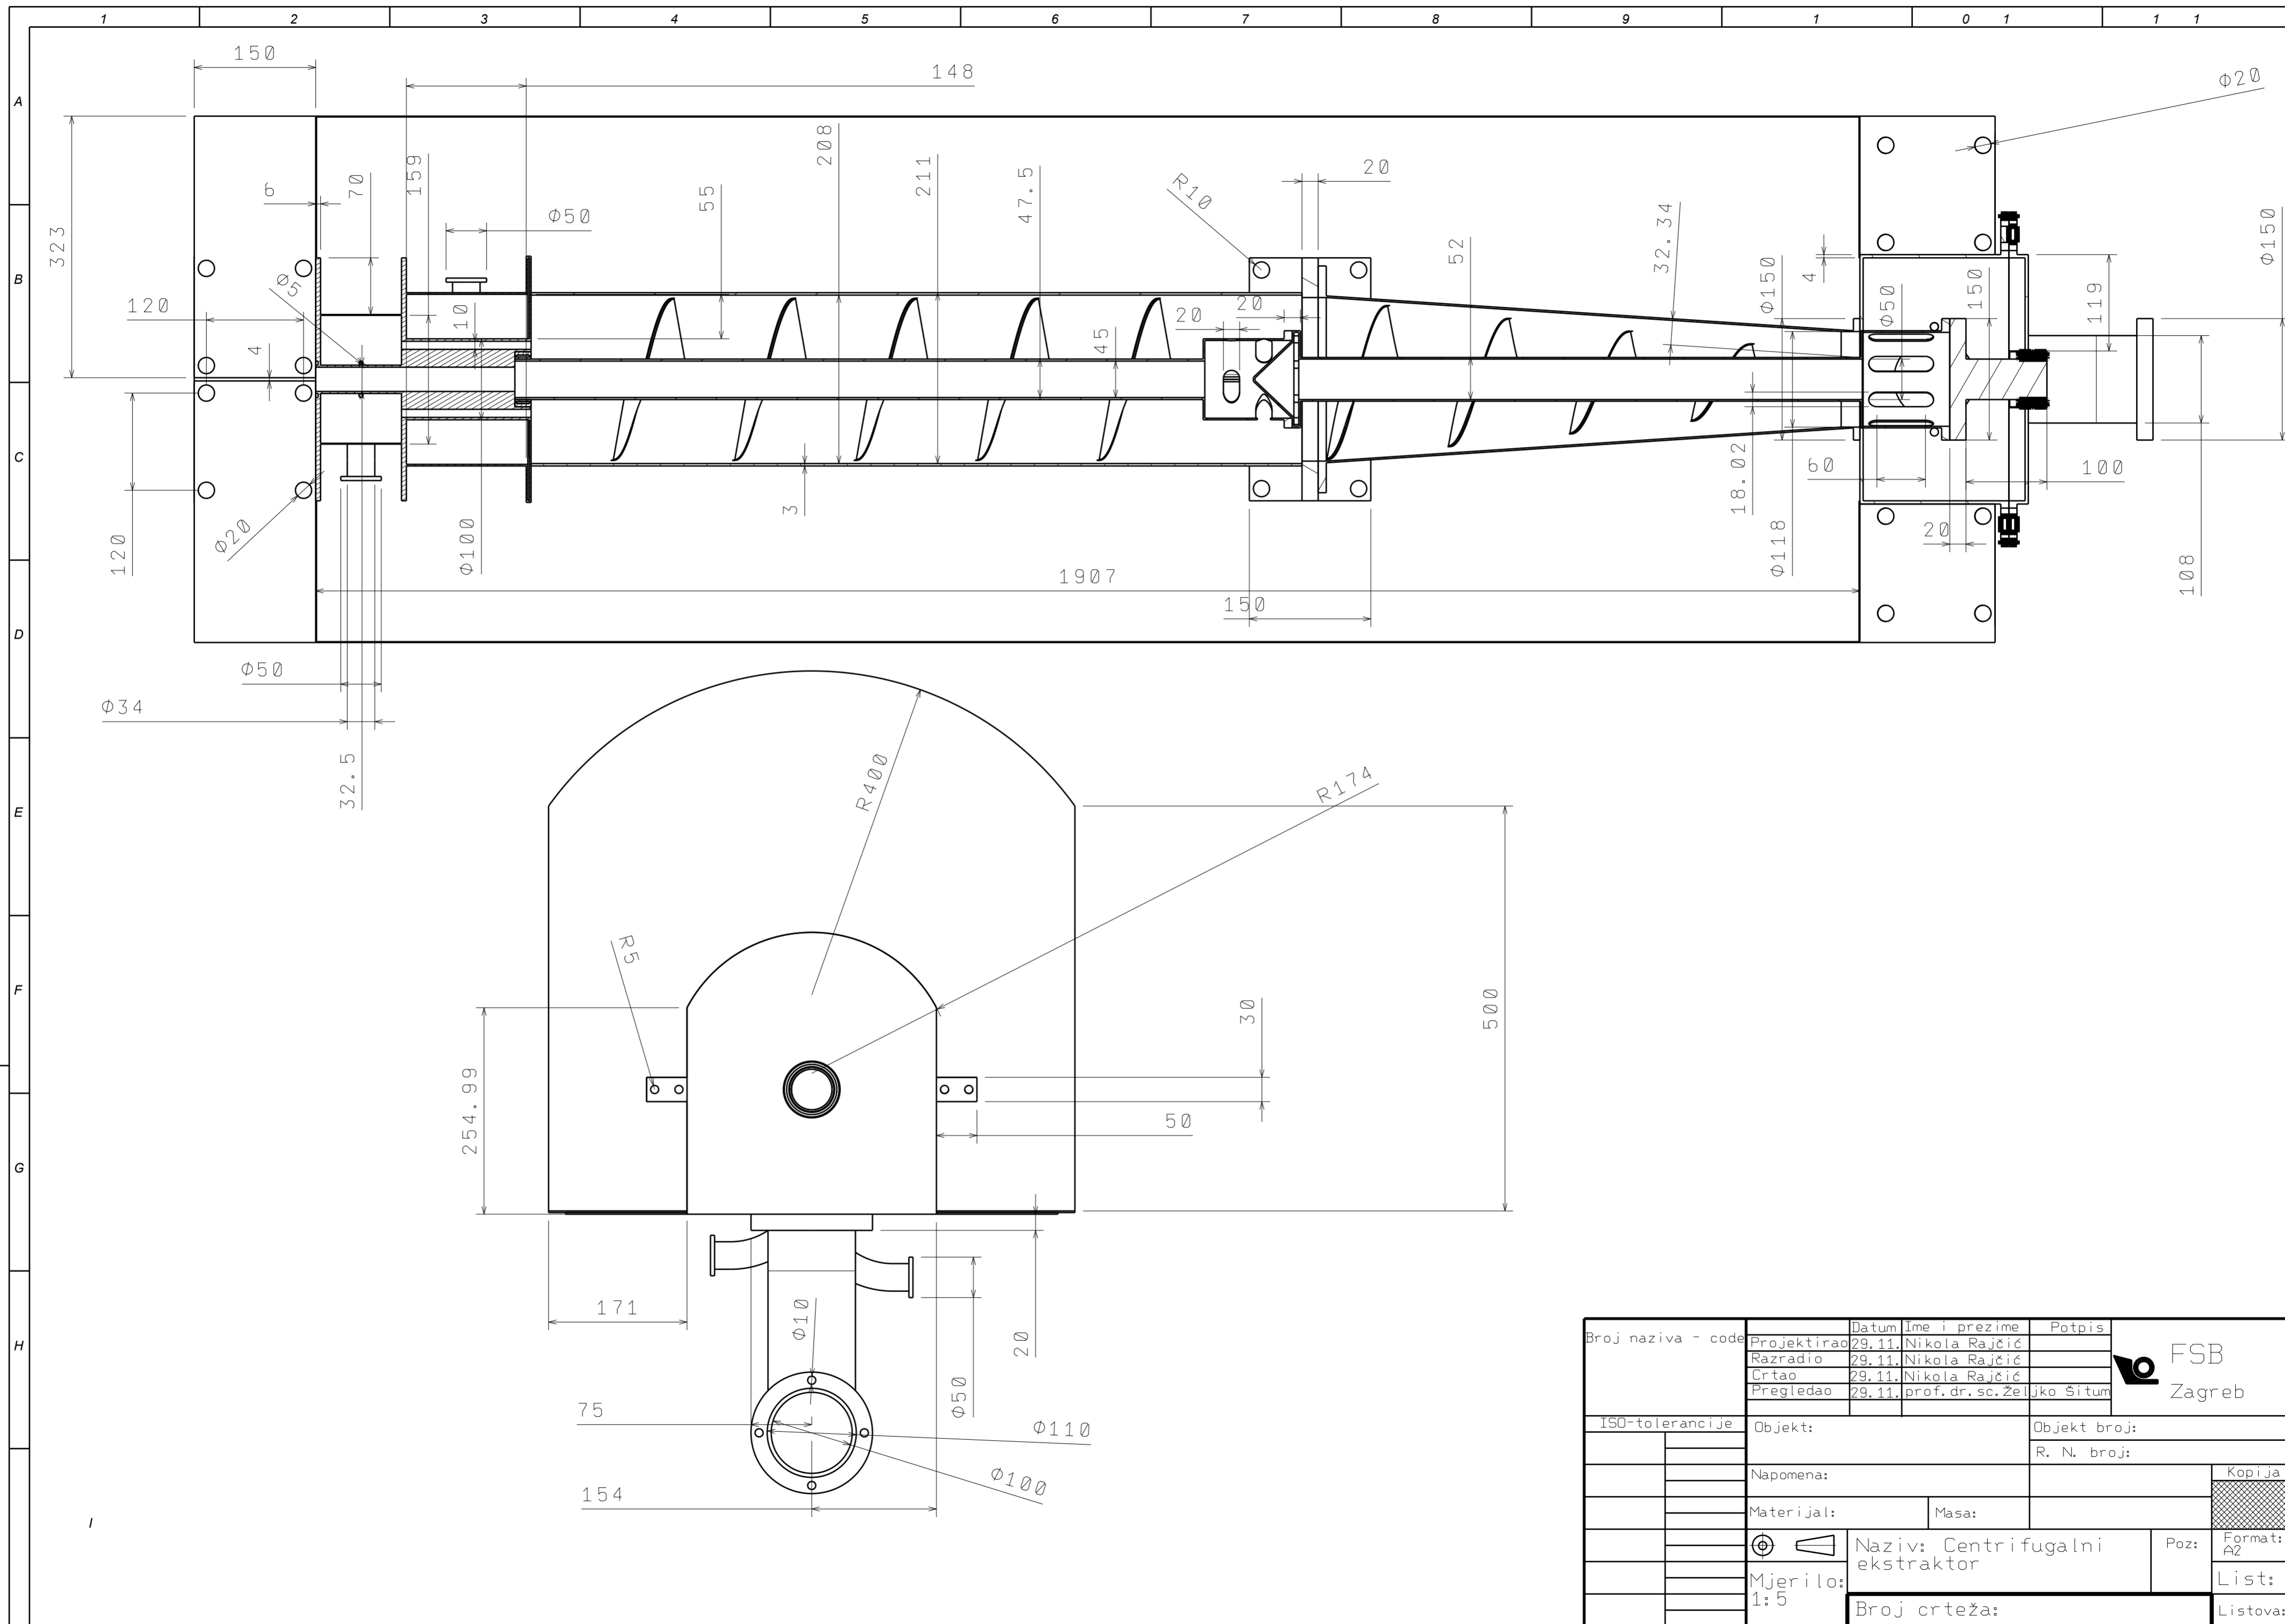 1 2 3 4 5 6 7 8 9 1 0 1 1 1
A
B
C
D
E
F
G
H
I
150
148
Φ20
323
6
70
159
Φ50
55
208
211
47.5
R10
20
52
32.34
Φ150
4
Φ50
150
119
Φ150
120
Φ5
4
10
20
20
45
120
Φ20
Φ100
3
18.02
60
100
Φ118
20
108
1907
150
Φ50
Φ34
32.5
R400
R174
R5
30
500
254.99
50
171
Φ10
20
Φ50
75
Φ110
Φ100
154
Broj naziva - code
Datum Ime i prezime Potpis
Projektirao 29.11. Nikola Rajčić
Razradio 29.11. Nikola Rajčić
Crtao 29.11. Nikola Rajčić
Pregledao 29.11. prof.dr.sc.Željko Šitum
FSB
Zagreb
ISO-tolerancije
Objekt:
Objekt broj:
R. N. broj:
Napomena:
Kopija
Materijal:
Masa:
Naziv: Centrifugalni
ekstraktor
Poz:
Format:
A2
Mjerilo:
1:5
List:
Broj crteža:
Listova: